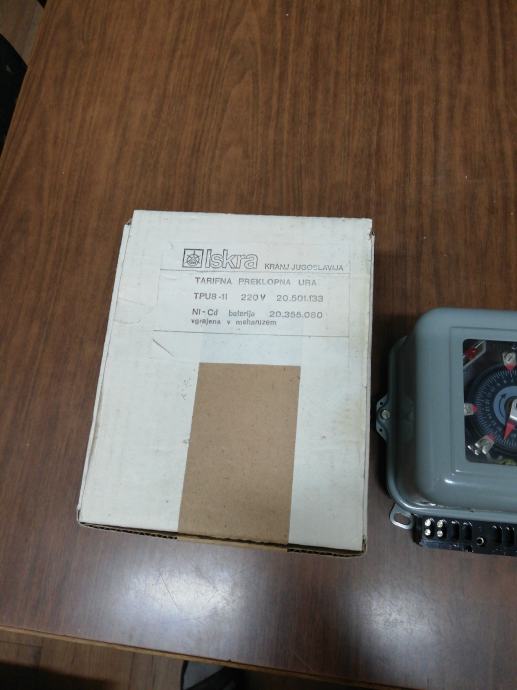 Iskra KRANJ JUGOSLAVIJA
TARIFNA PREKLOPNA URA
TPU8-11 220V 20.501.133
Ni-Cd baterija 20.355.080
vgrajena v mehanizem